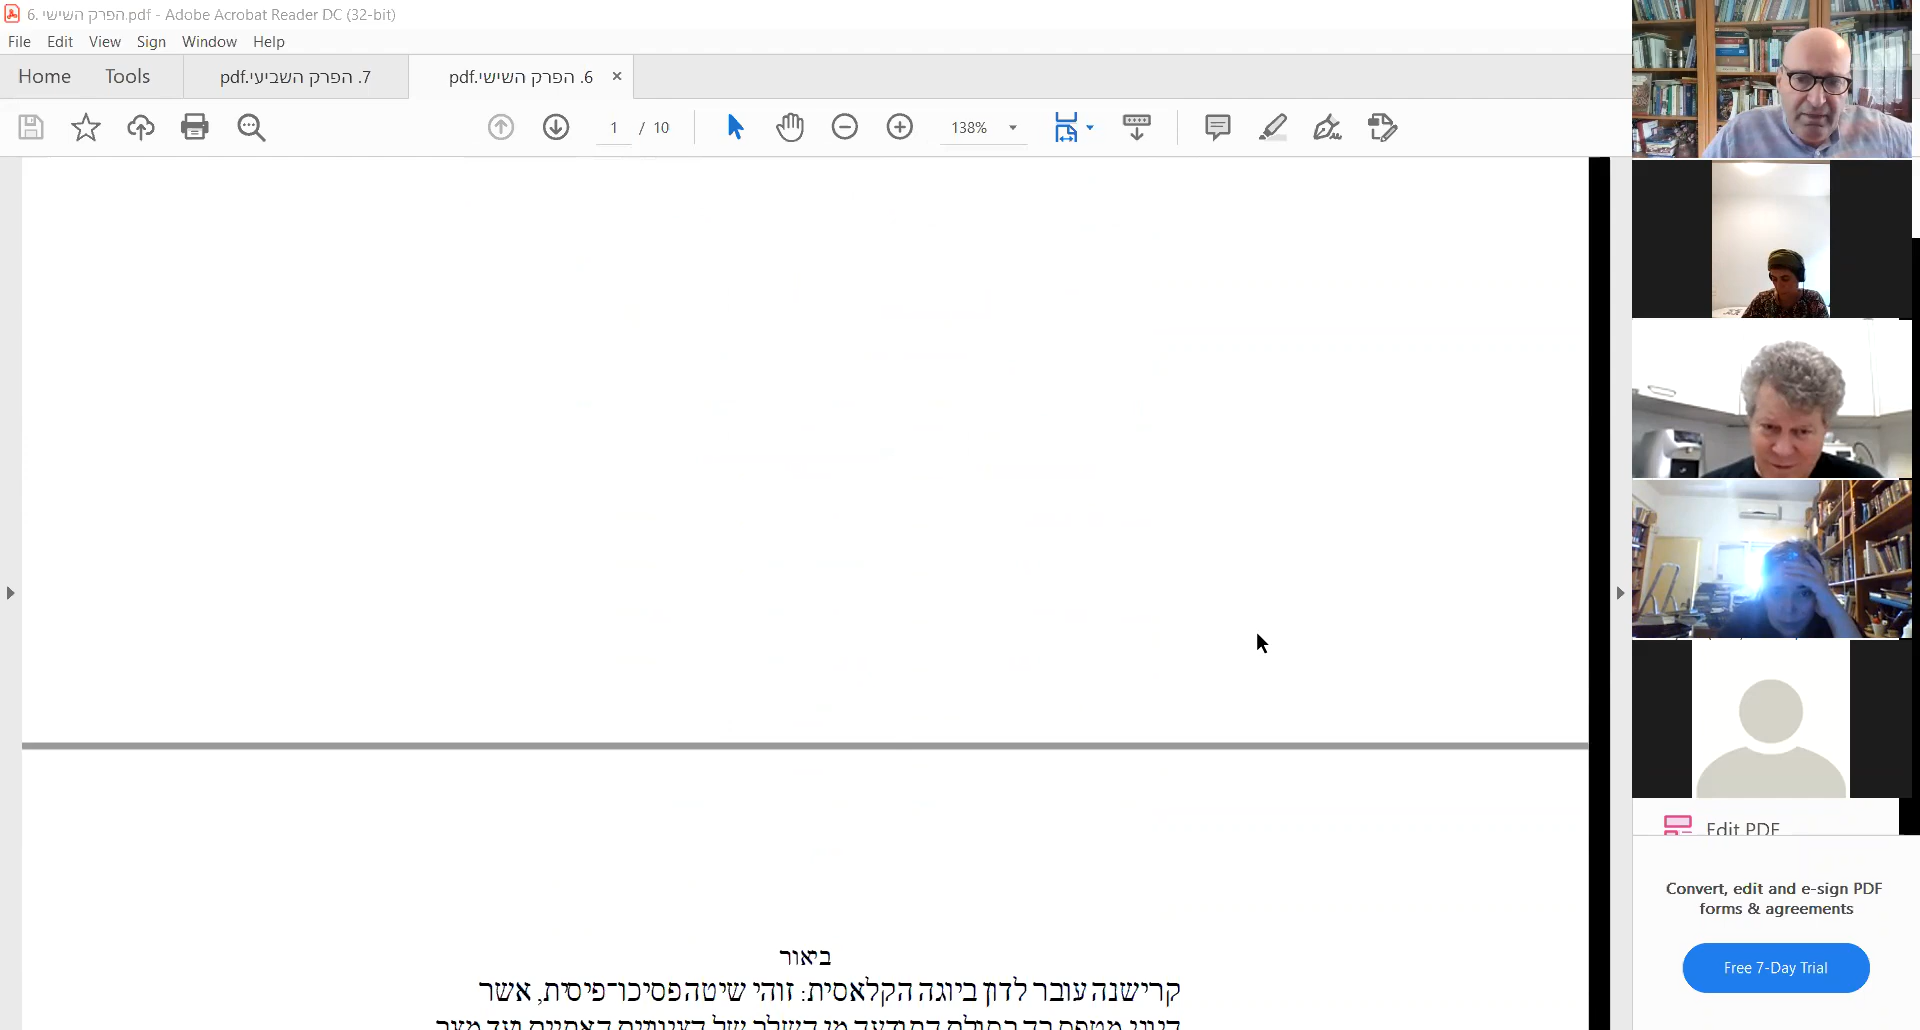 6. הפרק השישי.pdf - Adobe Acrobat Reader DC (32-bit)
File Edit View Sign Window Help
Home Tools 7. הפרק השביעי.pdf 6. הפרק השישי.pdf ×
1 / 10 138%
ביאור
קרישנה עובר לדון ביוגה הקלאסית: זוהי שיטה פסיכו־פיסית, אשר
Edit PDF
Convert, edit and e-sign PDF
forms & agreements
Free 7-Day Trial